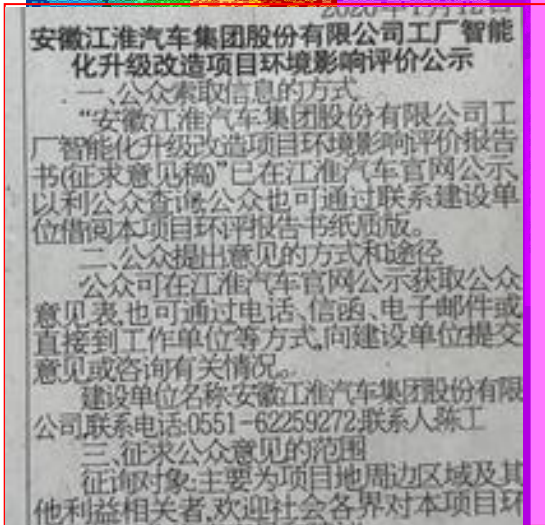 2020年1月12日
安徽江淮汽车集团股份有限公司工厂智能
化升级改造项目环境影响评价公示
一、公众索取信息的方式
“安徽江淮汽车集团股份有限公司工
厂智能化升级改造项目环境影响评价报告
书(征求意见稿)”已在江淮汽车官网公示,
以利公众查询,公众也可通过联系建设单
位借阅本项目环评报告书纸质版。
二、公众提出意见的方式和途径
公众可在江淮汽车官网公示获取公众
意见表,也可通过电话、信函、电子邮件或
直接到工作单位等方式,向建设单位提交
意见或咨询有关情况。
建设单位名称:安徽江淮汽车集团股份有限
公司,联系电话:0551-62259272,联系人:陈工
三、征求公众意见的范围
征询对象:主要为项目地周边区域及其
他利益相关者,欢迎社会各界对本项目环